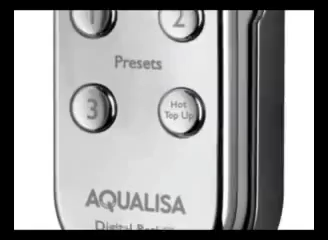 1 2
Presets
3 Hot
Top Up
AQUALISA
Digital